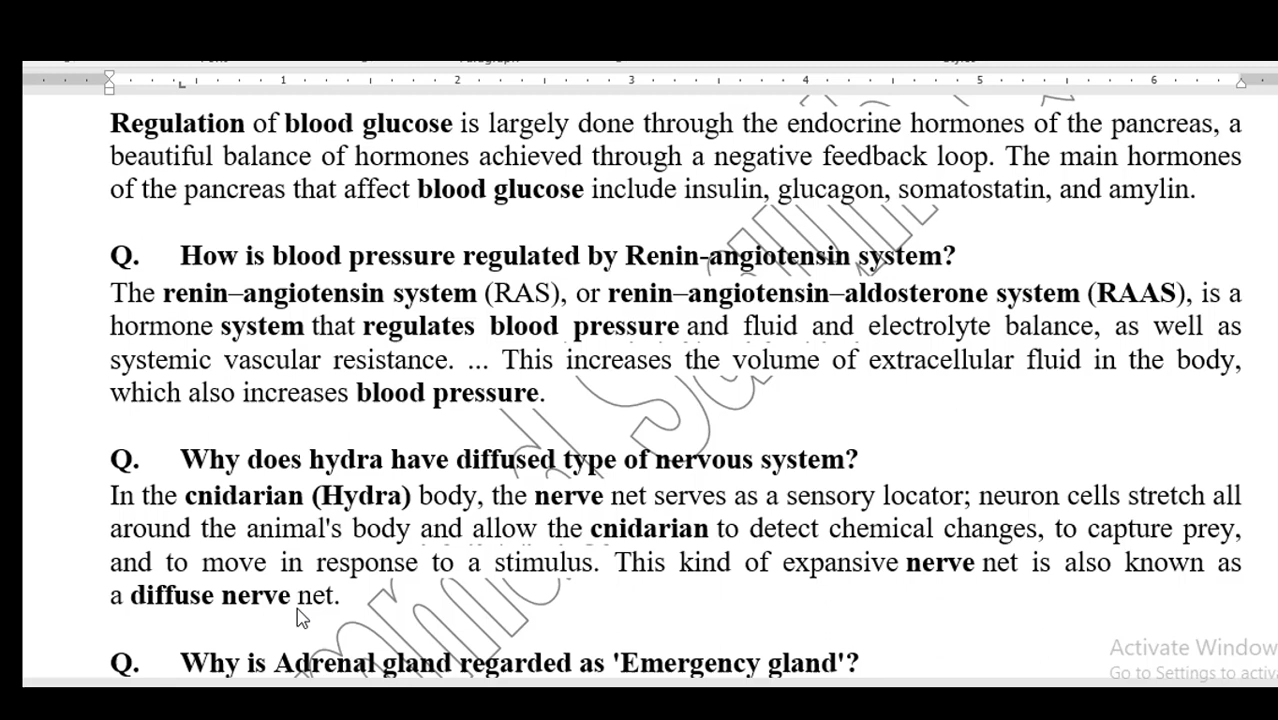 1 2 3 4 5 6
Regulation of blood glucose is largely done through the endocrine hormones of the pancreas, a
beautiful balance of hormones achieved through a negative feedback loop. The main hormones
of the pancreas that affect blood glucose include insulin, glucagon, somatostatin, and amylin.
Q. How is blood pressure regulated by Renin-angiotensin system?
The renin–angiotensin system (RAS), or renin–angiotensin–aldosterone system (RAAS), is a
hormone system that regulates blood pressure and fluid and electrolyte balance, as well as
systemic vascular resistance. ... This increases the volume of extracellular fluid in the body,
which also increases blood pressure.
Q. Why does hydra have diffused type of nervous system?
In the cnidarian (Hydra) body, the nerve net serves as a sensory locator; neuron cells stretch all
around the animal's body and allow the cnidarian to detect chemical changes, to capture prey,
and to move in response to a stimulus. This kind of expansive nerve net is also known as
a diffuse nerve net.
Q. Why is Adrenal gland regarded as 'Emergency gland'?
Activate Window
Go to Settings to activa